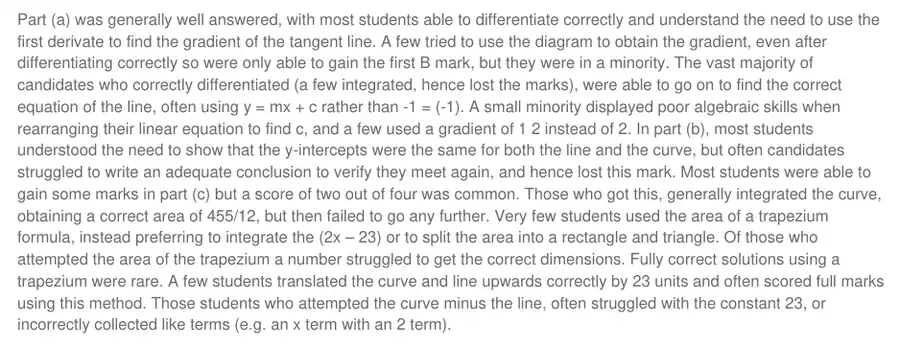 Part (a) was generally well answered, with most students able to differentiate correctly and understand the need to use the
first derivate to find the gradient of the tangent line. A few tried to use the diagram to obtain the gradient, even after
differentiating correctly so were only able to gain the first B mark, but they were in a minority. The vast majority of
candidates who correctly differentiated (a few integrated, hence lost the marks), were able to go on to find the correct
equation of the line, often using y = mx + c rather than -1 = (-1). A small minority displayed poor algebraic skills when
rearranging their linear equation to find c, and a few used a gradient of 1 2 instead of 2. In part (b), most students
understood the need to show that the y-intercepts were the same for both the line and the curve, but often candidates
struggled to write an adequate conclusion to verify they meet again, and hence lost this mark. Most students were able to
gain some marks in part (c) but a score of two out of four was common. Those who got this, generally integrated the curve,
obtaining a correct area of 455/12, but then failed to go any further. Very few students used the area of a trapezium
formula, instead preferring to integrate the (2x – 23) or to split the area into a rectangle and triangle. Of those who
attempted the area of the trapezium a number struggled to get the correct dimensions. Fully correct solutions using a
trapezium were rare. A few students translated the curve and line upwards correctly by 23 units and often scored full marks
using this method. Those students who attempted the curve minus the line, often struggled with the constant 23, or
incorrectly collected like terms (e.g. an x term with an 2 term).